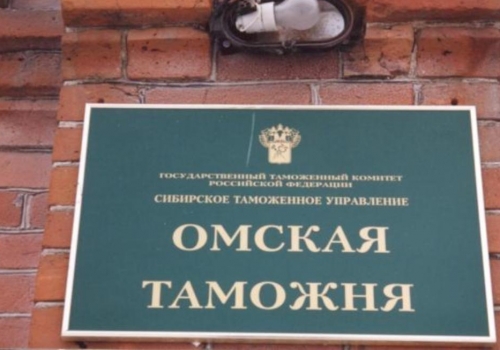 ГОСУДАРСТВЕННЫЙ ТАМОЖЕННЫЙ КОМИТЕТ
РОССИЙСКОЙ ФЕДЕРАЦИИ
СИБИРСКОЕ ТАМОЖЕННОЕ УПРАВЛЕНИЕ
ОМСКАЯ
ТАМОЖНЯ